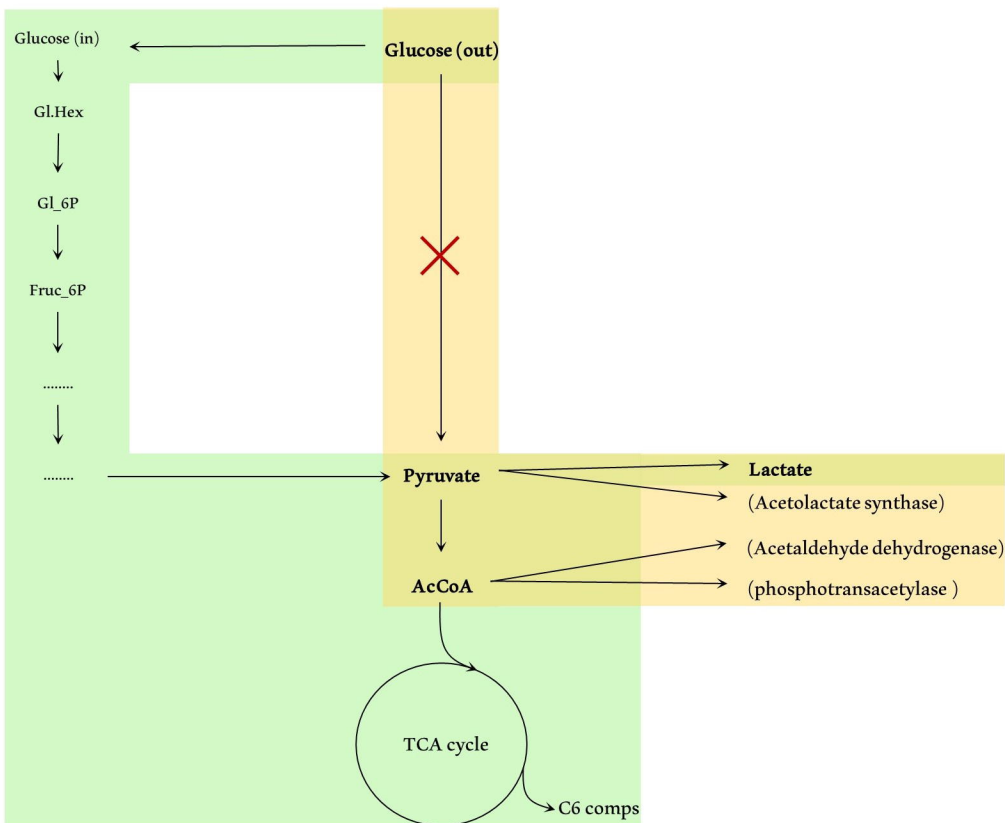 Glucose (in)
Glucose (out)
Gl.Hex
Gl_6P
Fruc_6P
........
........
Pyruvate
Lactate
(Acetolactate synthase)
(Acetaldehyde dehydrogenase)
AcCoA
(phosphotransacetylase )
TCA cycle
C6 comps